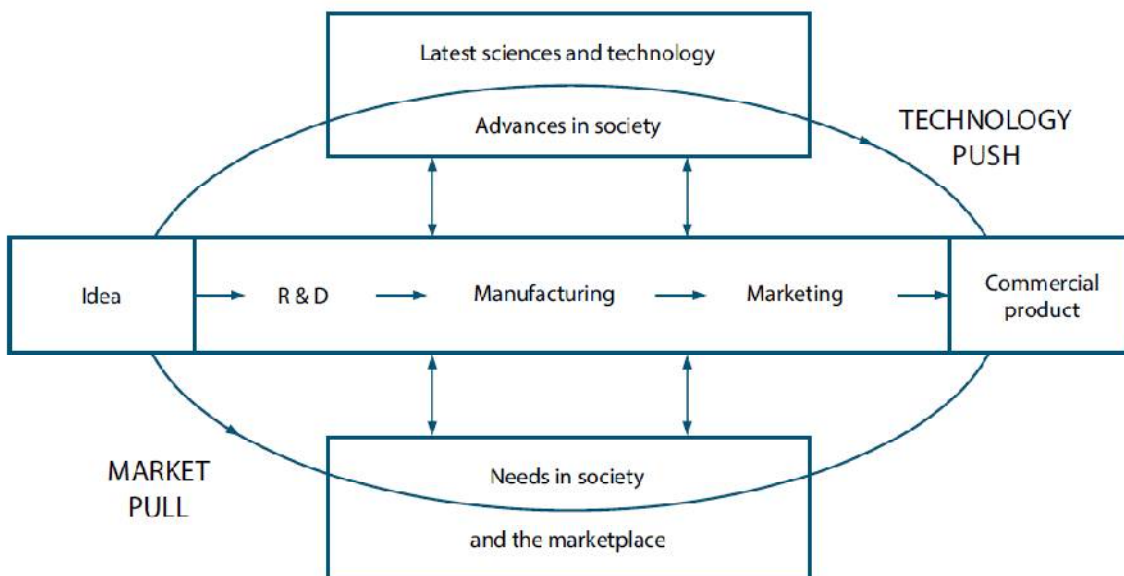 Latest sciences and technology
Advances in society
TECHNOLOGY
PUSH
Idea
R & D
Manufacturing
Marketing
Commercial
product
MARKET
PULL
Needs in society
and the marketplace